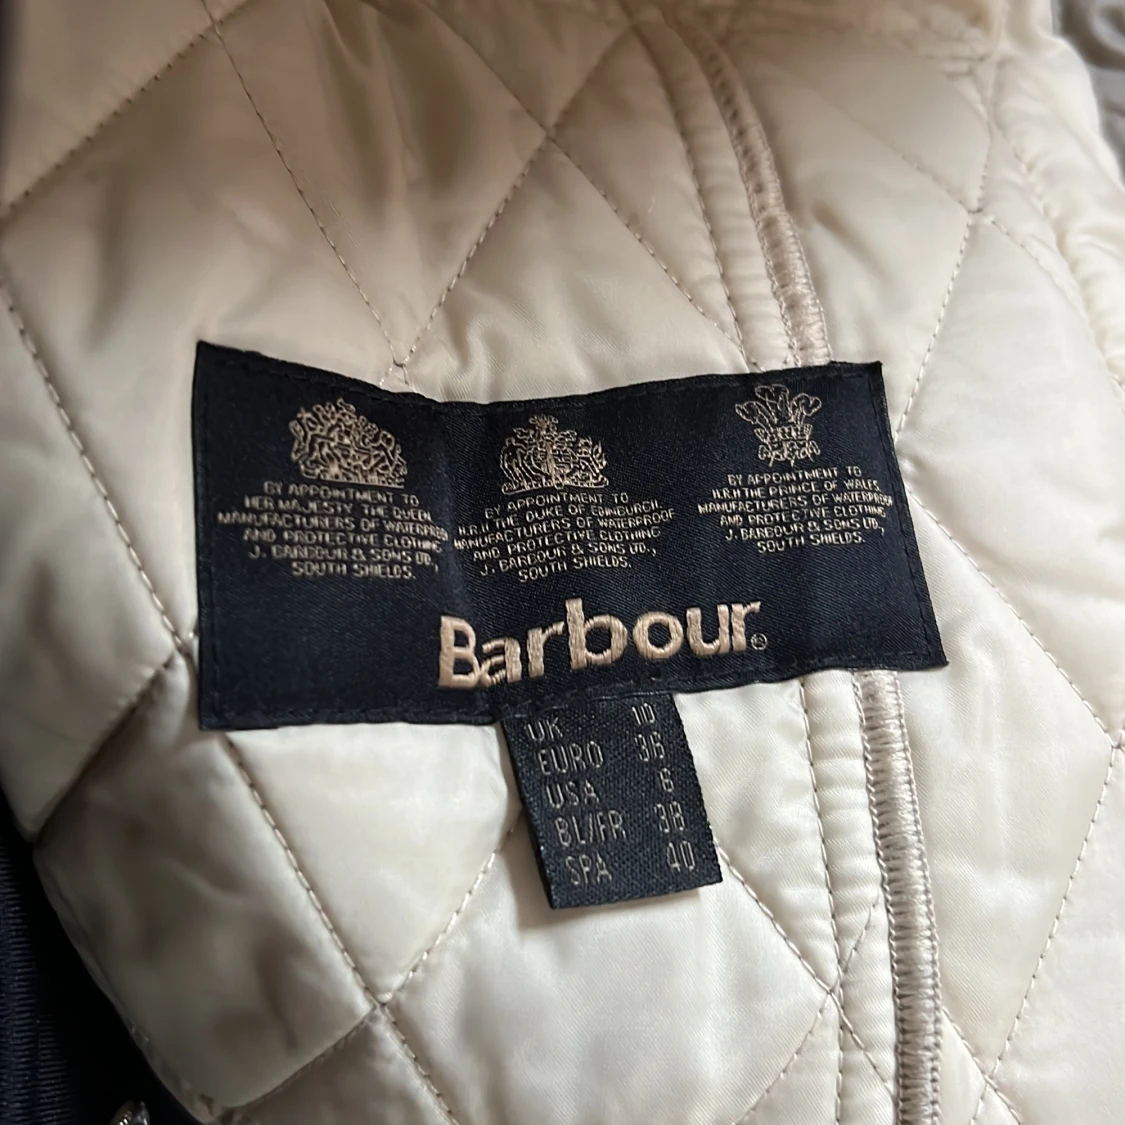 BY APPOINTMENT TO
HER MAJESTY THE QUEEN
MANUFACTURERS OF WATERPROOF
AND PROTECTIVE CLOTHING
J. BARBOUR & SONS LTD.,
SOUTH SHIELDS.
BY APPOINTMENT TO
H.R.H. THE DUKE OF EDINBURGH
MANUFACTURERS OF WATERPROOF
AND PROTECTIVE CLOTHING
J. BARBOUR & SONS LTD.,
SOUTH SHIELDS.
BY APPOINTMENT TO
H.R.H THE PRINCE OF WALES
MANUFACTURERS OF WATERPROOF
AND PROTECTIVE CLOTHING
J. BARBOUR & SONS LTD,
SOUTH SHIELDS.
Barbour®
UK 10
EURO 36
USA 6
BL/FR 38
SPA 40